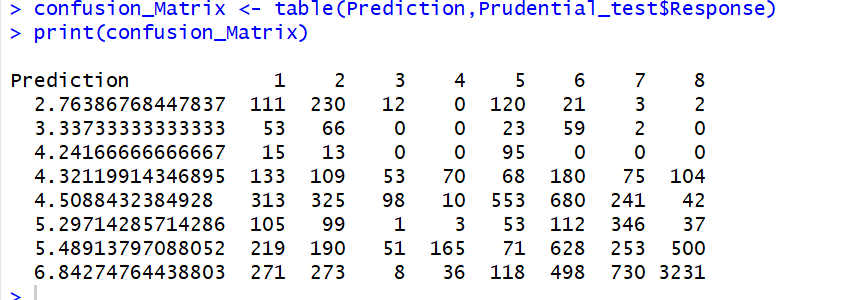 > confusion_Matrix <- table(Prediction,Prudential_test$Response)
> print(confusion_Matrix)
Prediction 1 2 3 4 5 6 7 8
2.76386768447837 111 230 12 0 120 21 3 2
3.33733333333333 53 66 0 0 23 59 2 0
4.24166666666667 15 13 0 0 95 0 0 0
4.32119914346895 133 109 53 70 68 180 75 104
4.5088432384928 313 325 98 10 553 680 241 42
5.29714285714286 105 99 1 3 53 112 346 37
5.48913797088052 219 190 51 165 71 628 253 500
6.84274764438803 271 273 8 36 118 498 730 3231
>